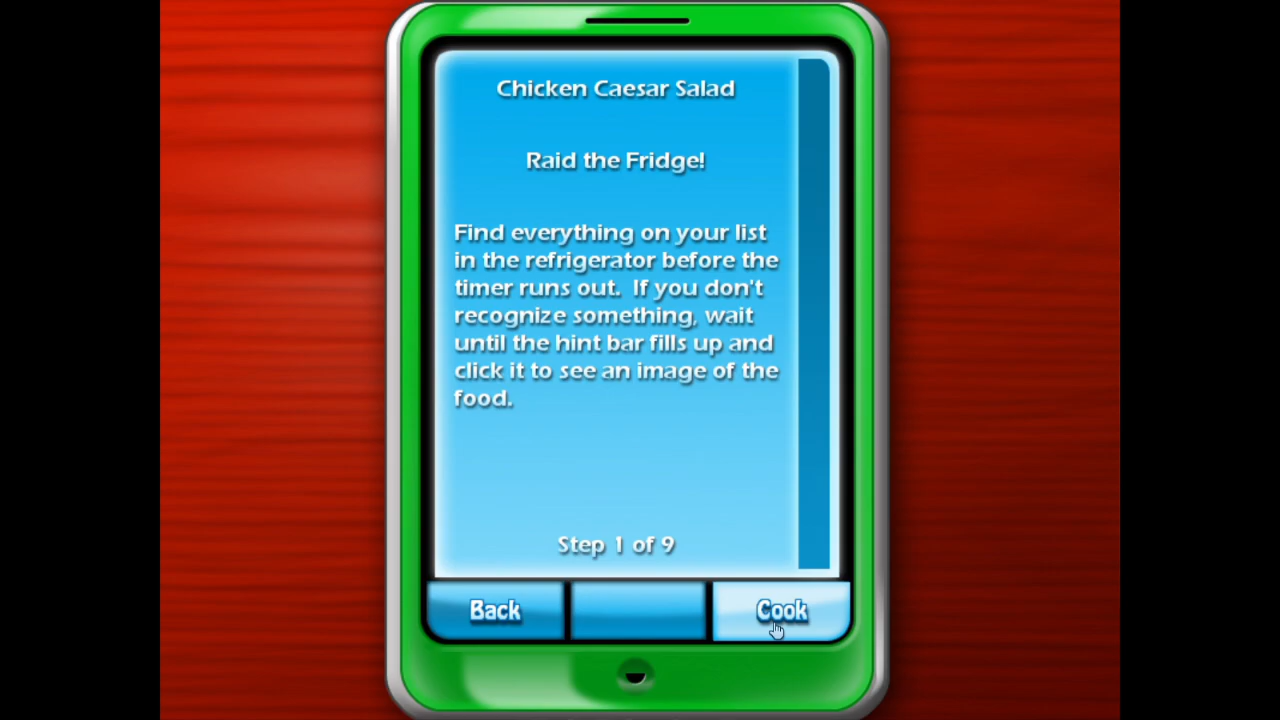 Chicken Caesar Salad
Raid the Fridge!
Find everything on your list
in the refrigerator before the
timer runs out.  If you don't
recognize something, wait
until the hint bar fills up and
click it to see an image of the
food.
Step 1 of 9
Back
Cook